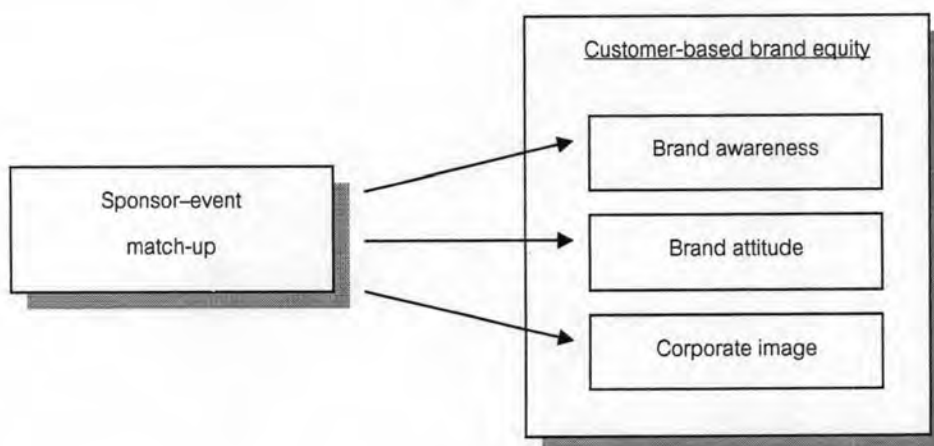 Customer-based brand equity
Brand awareness
Sponsor–event
match-up
Brand attitude
Corporate image